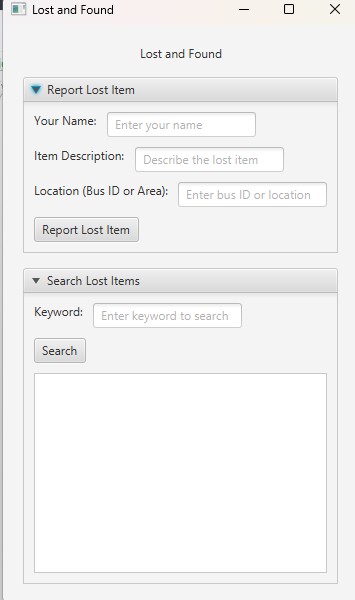 Lost and Found
Lost and Found
Report Lost Item
Your Name: Enter your name
Item Description: Describe the lost item
Location (Bus ID or Area): Enter bus ID or location
Report Lost Item
Search Lost Items
Keyword: Enter keyword to search
Search